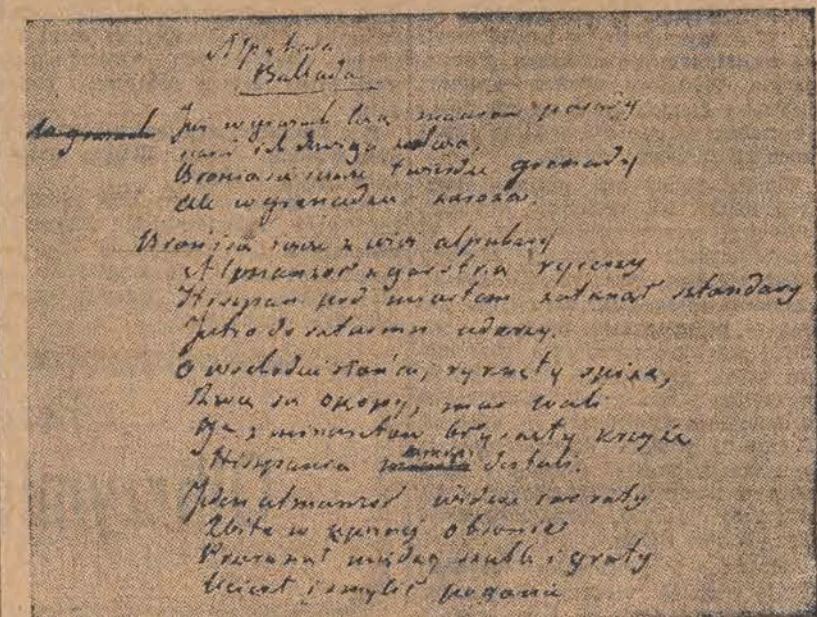 Alpuhara
Ballada
Już w gruzach leżą maurów posady
naród ich dźwiga żelaza,
Bronią się jeszcze twierdze grenady
ale w grenadzie zaraza.
Broni się jeszcze z wież alpuhary
Almanzor z garstką rycerzy
Hiszpan pod miastem zatknął sztandary
Jutro do szturmu uderzy.
O wschodzie słońca, ryknęły spiże,
Rwą się okopy, mur wali
Już z minaretów błysnęły krzyże
Hiszpanie zamku dostali.
Jeden almanzor widząc swe roty
Zbite w upornej obronie
Przerznął między szable i groty
Uciekł i zmylił pogonie